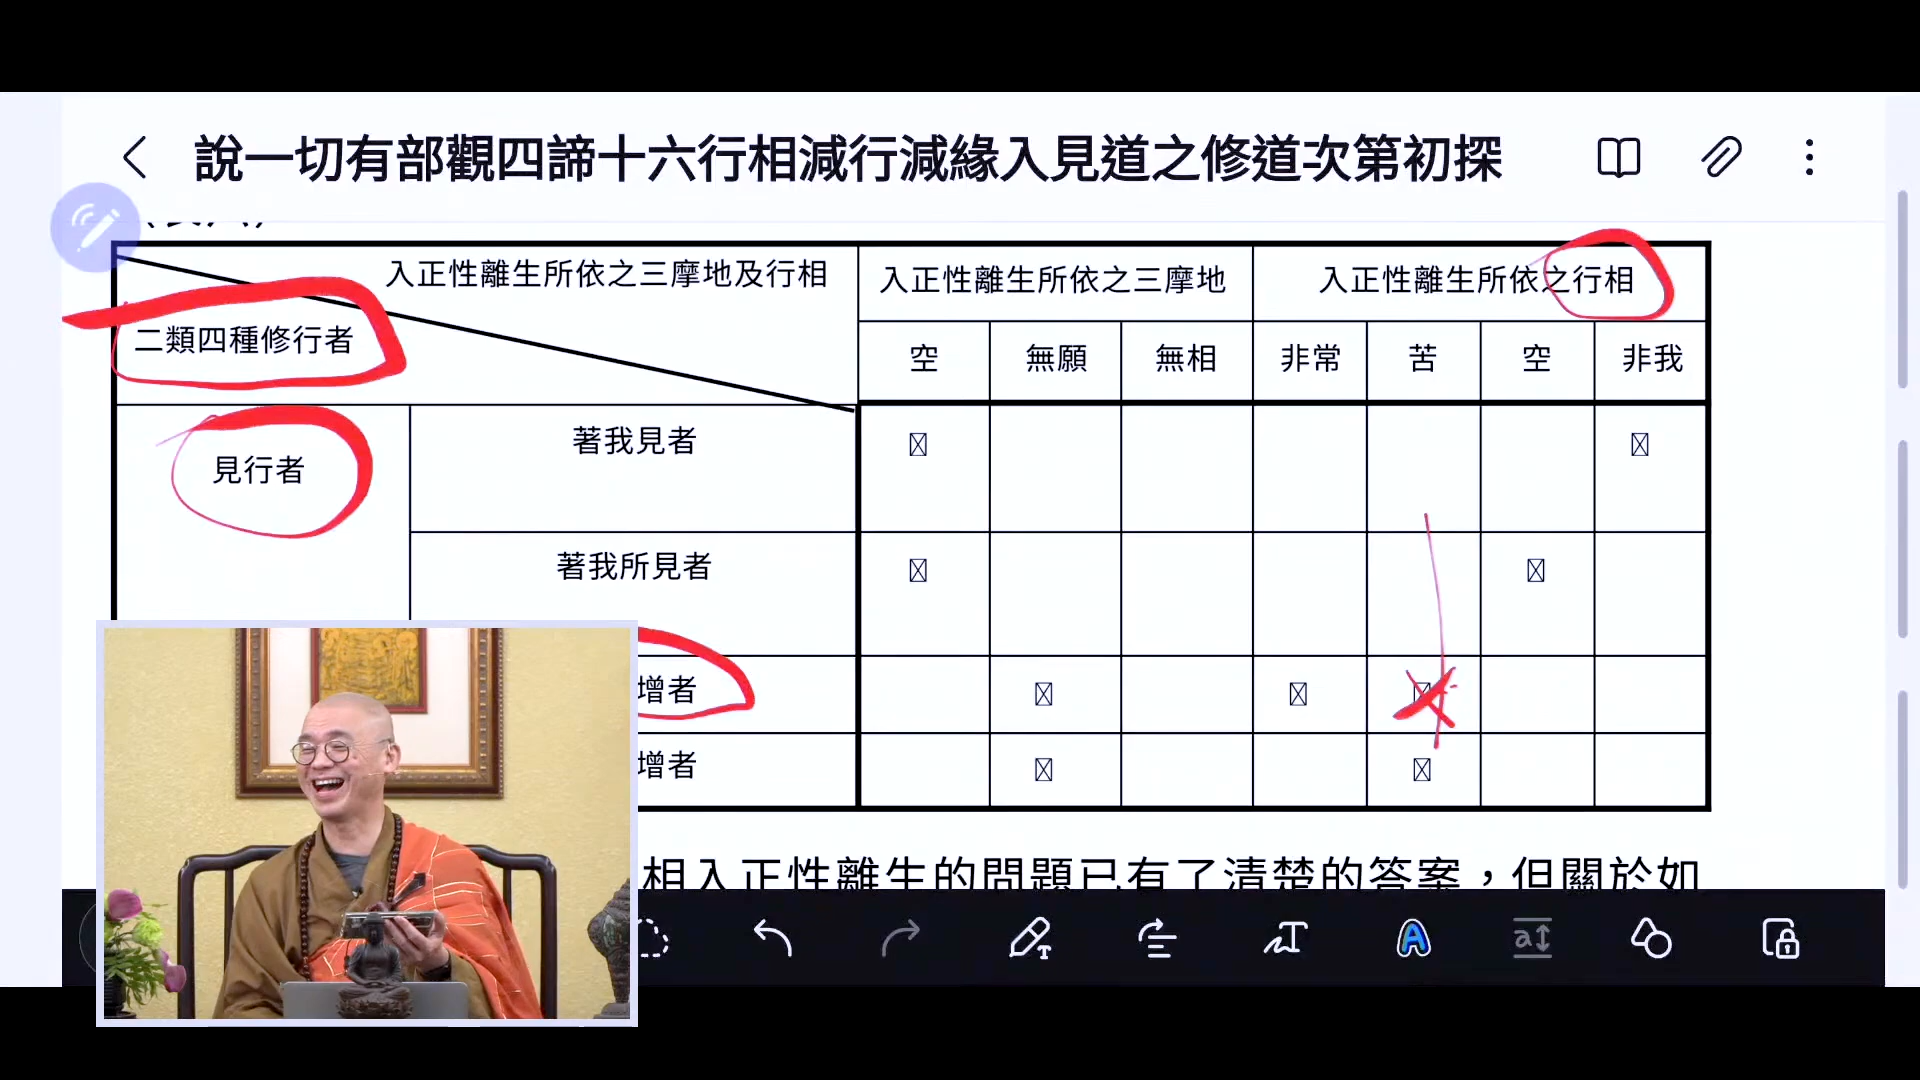 說一切有部觀四諦十六行相減行減緣入見道之修道次第初探
入正性離生所依之三摩地及行相
二類四種修行者
入正性離生所依之三摩地
入正性離生所依之行相
空 無願 無相 非常 苦 空 非我
見行者
著我見者
著我所見者
增者
增者
相入正性離生的問題已有了清楚的答案，但關於如